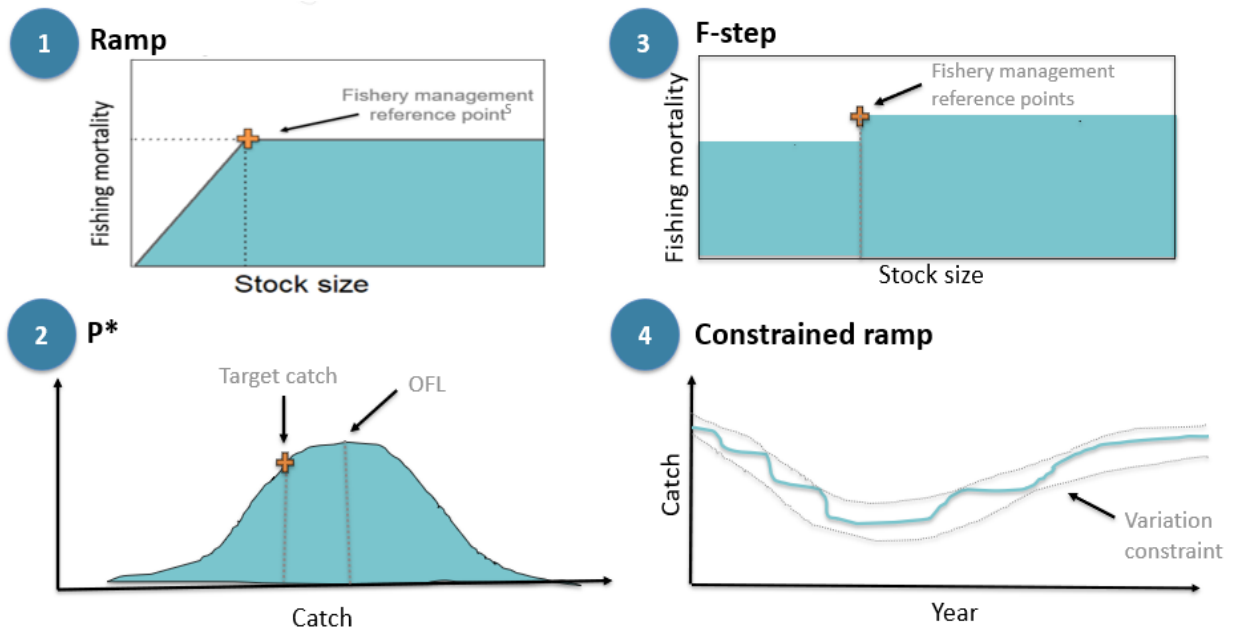 1
Ramp
Fishing mortality
Fishery management
reference points
Stock size
2
P*
Target catch
OFL
Catch
3
F-step
Fishing mortality
Fishery management
reference points
Stock size
4
Constrained ramp
Catch
Variation
constraint
Year